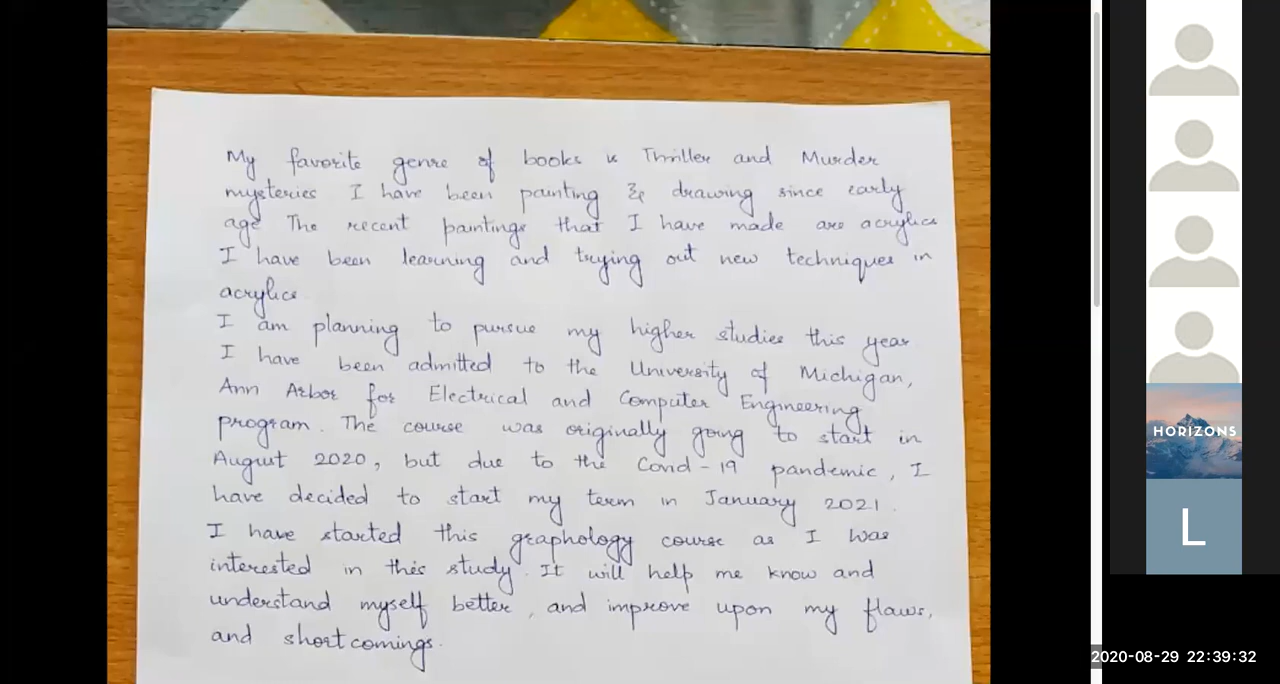 My favorite genre of books is Thriller and Murder
mysteries I have been painting & drawing since early
age The recent paintings that I have made are acrylics
I have been learning and trying out new techniques in
acrylics
I am planning to pursue my higher studies this year
I have been admitted to the University of Michigan,
Ann Arbor for Electrical and Computer Engineering
program. The course was originally going to start in
August 2020, but due to the Covid-19 pandemic, I
have decided to start my term in January 2021.
I have started this graphology course as I was
interested in this study. It will help me know and
understand myself better, and improve upon my flaws,
and shortcomings.
HORIZONS
L
2020-08-29 22:39:32